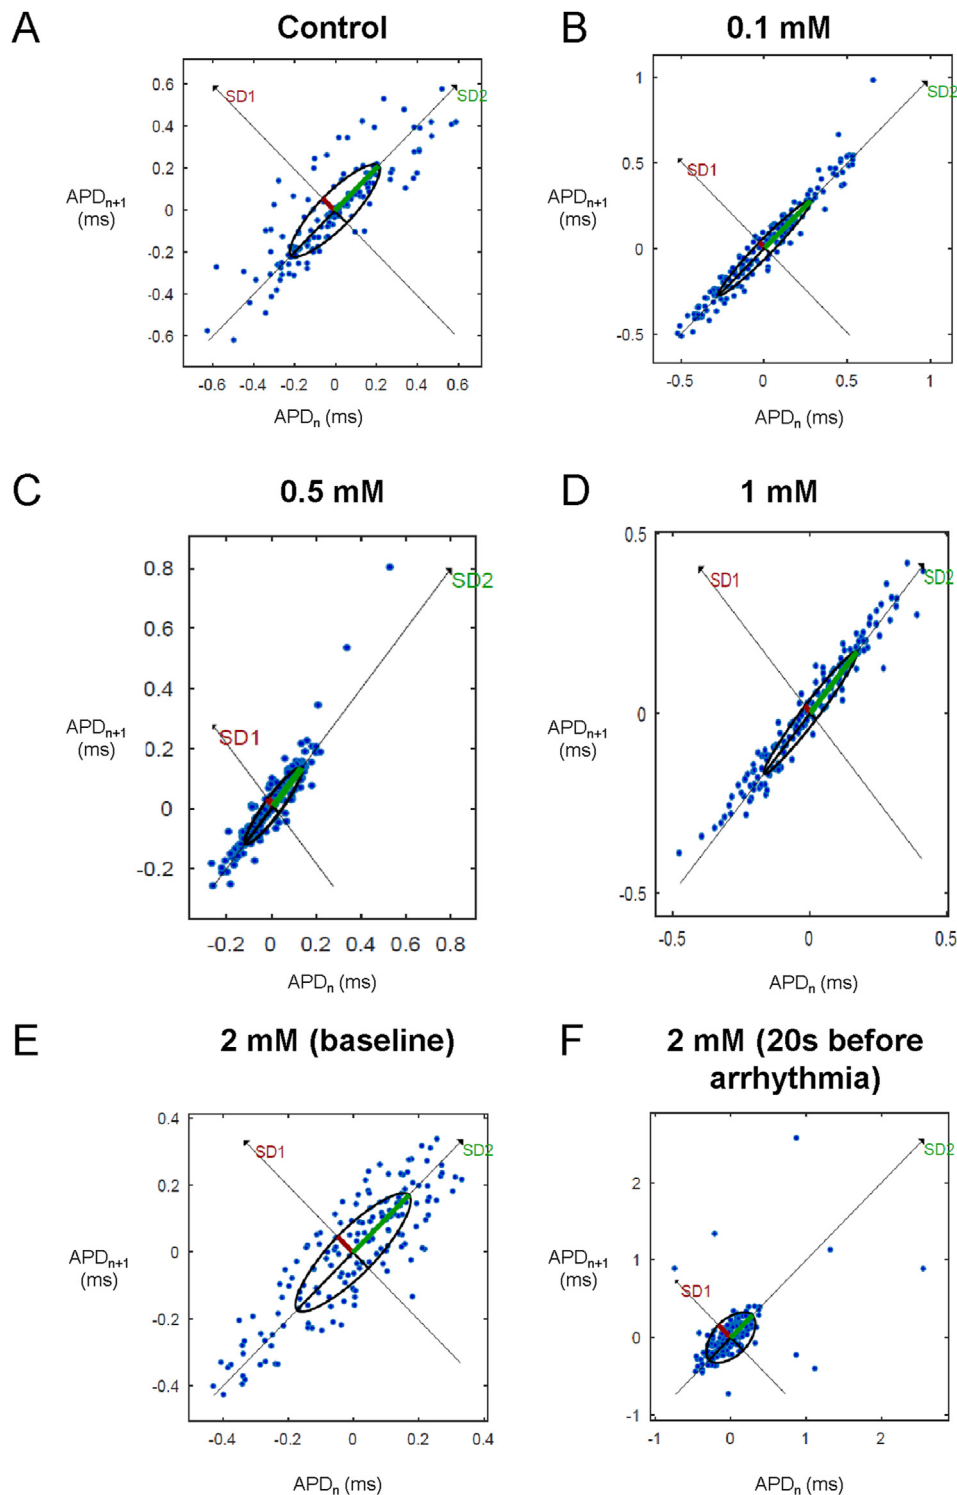 A
Control
0.6
0.4
0.2
0
-0.2
-0.4
-0.6
SD1
SD2
APDn+1
(ms)
-0.6 -0.4 -0.2 0 0.2 0.4 0.6
APDn (ms)
B
0.1 mM
1
0.5
0
-0.5
SD1
SD2
APDn+1
(ms)
-0.5 0 0.5 1
APDn (ms)
C
0.5 mM
0.8
0.6
0.4
0.2
0
-0.2
SD1
SD2
APDn+1
(ms)
-0.2 0 0.2 0.4 0.6 0.8
APDn (ms)
D
1 mM
0.5
0
-0.5
SD1
SD2
APDn+1
(ms)
-0.5 0 0.5
APDn (ms)
E
2 mM (baseline)
0.4
0.2
0
-0.2
-0.4
SD1
SD2
APDn+1
(ms)
-0.4 -0.2 0 0.2 0.4
APDn (ms)
F
2 mM (20s before
arrhythmia)
2
1
0
-1
SD1
SD2
APDn+1
(ms)
-1 0 1 2
APDn (ms)